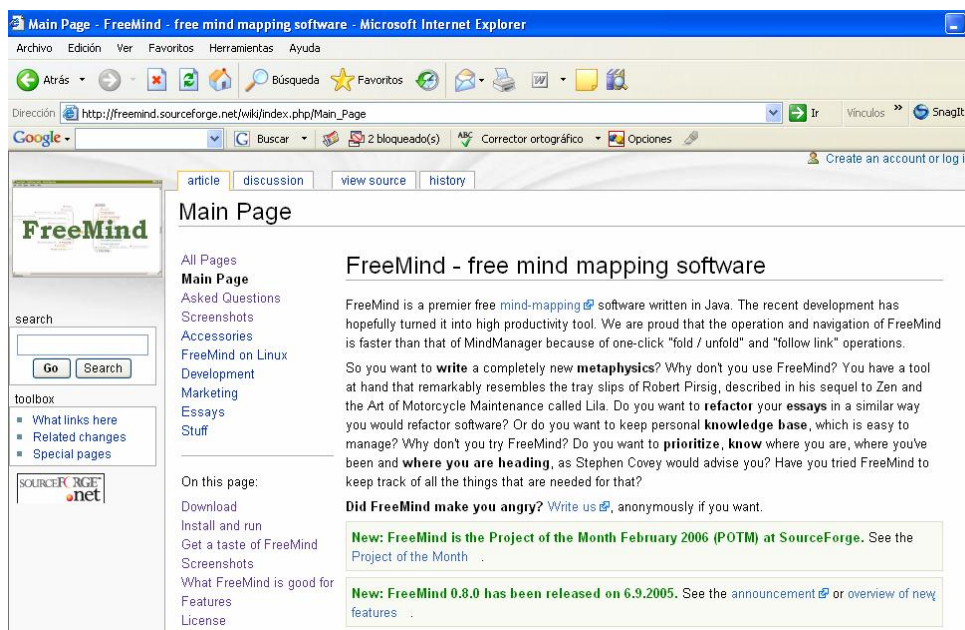 Main Page - FreeMind - free mind mapping software - Microsoft Internet Explorer
Archivo Edición Ver Favoritos Herramientas Ayuda
Atrás Búsqueda Favoritos
Dirección http://freemind.sourceforge.net/wiki/index.php/Main_Page Ir Vínculos » SnagIt
Google Buscar 2 bloqueado(s) ABC Corrector ortográfico Opciones
Create an account or log i
article discussion view source history
Main Page
FreeMind
search
Go Search
toolbox
What links here
Related changes
Special pages
SOURCEFORGE
.net
All Pages
Main Page
Asked Questions
Screenshots
Accessories
FreeMind on Linux
Development
Marketing
Essays
Stuff
On this page:
Download
Install and run
Get a taste of FreeMind
Screenshots
What FreeMind is good for
Features
License
FreeMind - free mind mapping software
FreeMind is a premier free mind-mapping software written in Java. The recent development has
hopefully turned it into high productivity tool. We are proud that the operation and navigation of FreeMind
is faster than that of MindManager because of one-click "fold / unfold" and "follow link" operations.
So you want to write a completely new metaphysics? Why don't you use FreeMind? You have a tool
at hand that remarkably resembles the tray slips of Robert Pirsig, described in his sequel to Zen and
the Art of Motorcycle Maintenance called Lila. Do you want to refactor your essays in a similar way
you would refactor software? Or do you want to keep personal knowledge base, which is easy to
manage? Why don't you try FreeMind? Do you want to prioritize, know where you are, where you've
been and where you are heading, as Stephen Covey would advise you? Have you tried FreeMind to
keep track of all the things that are needed for that?
Did FreeMind make you angry? Write us, anonymously if you want.
New: FreeMind is the Project of the Month February 2006 (POTM) at SourceForge. See the
Project of the Month .
New: FreeMind 0.8.0 has been released on 6.9.2005. See the announcement or overview of new
features .